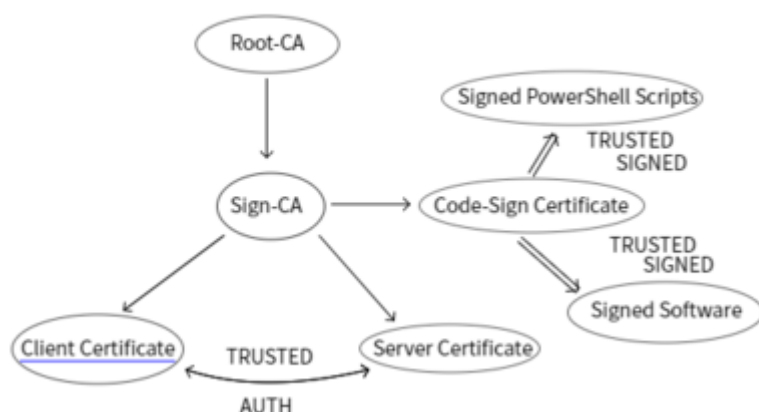 Root-CA
Signed PowerShell Scripts
TRUSTED
SIGNED
Sign-CA
Code-Sign Certificate
TRUSTED
SIGNED
Signed Software
Client Certificate
TRUSTED
Server Certificate
AUTH